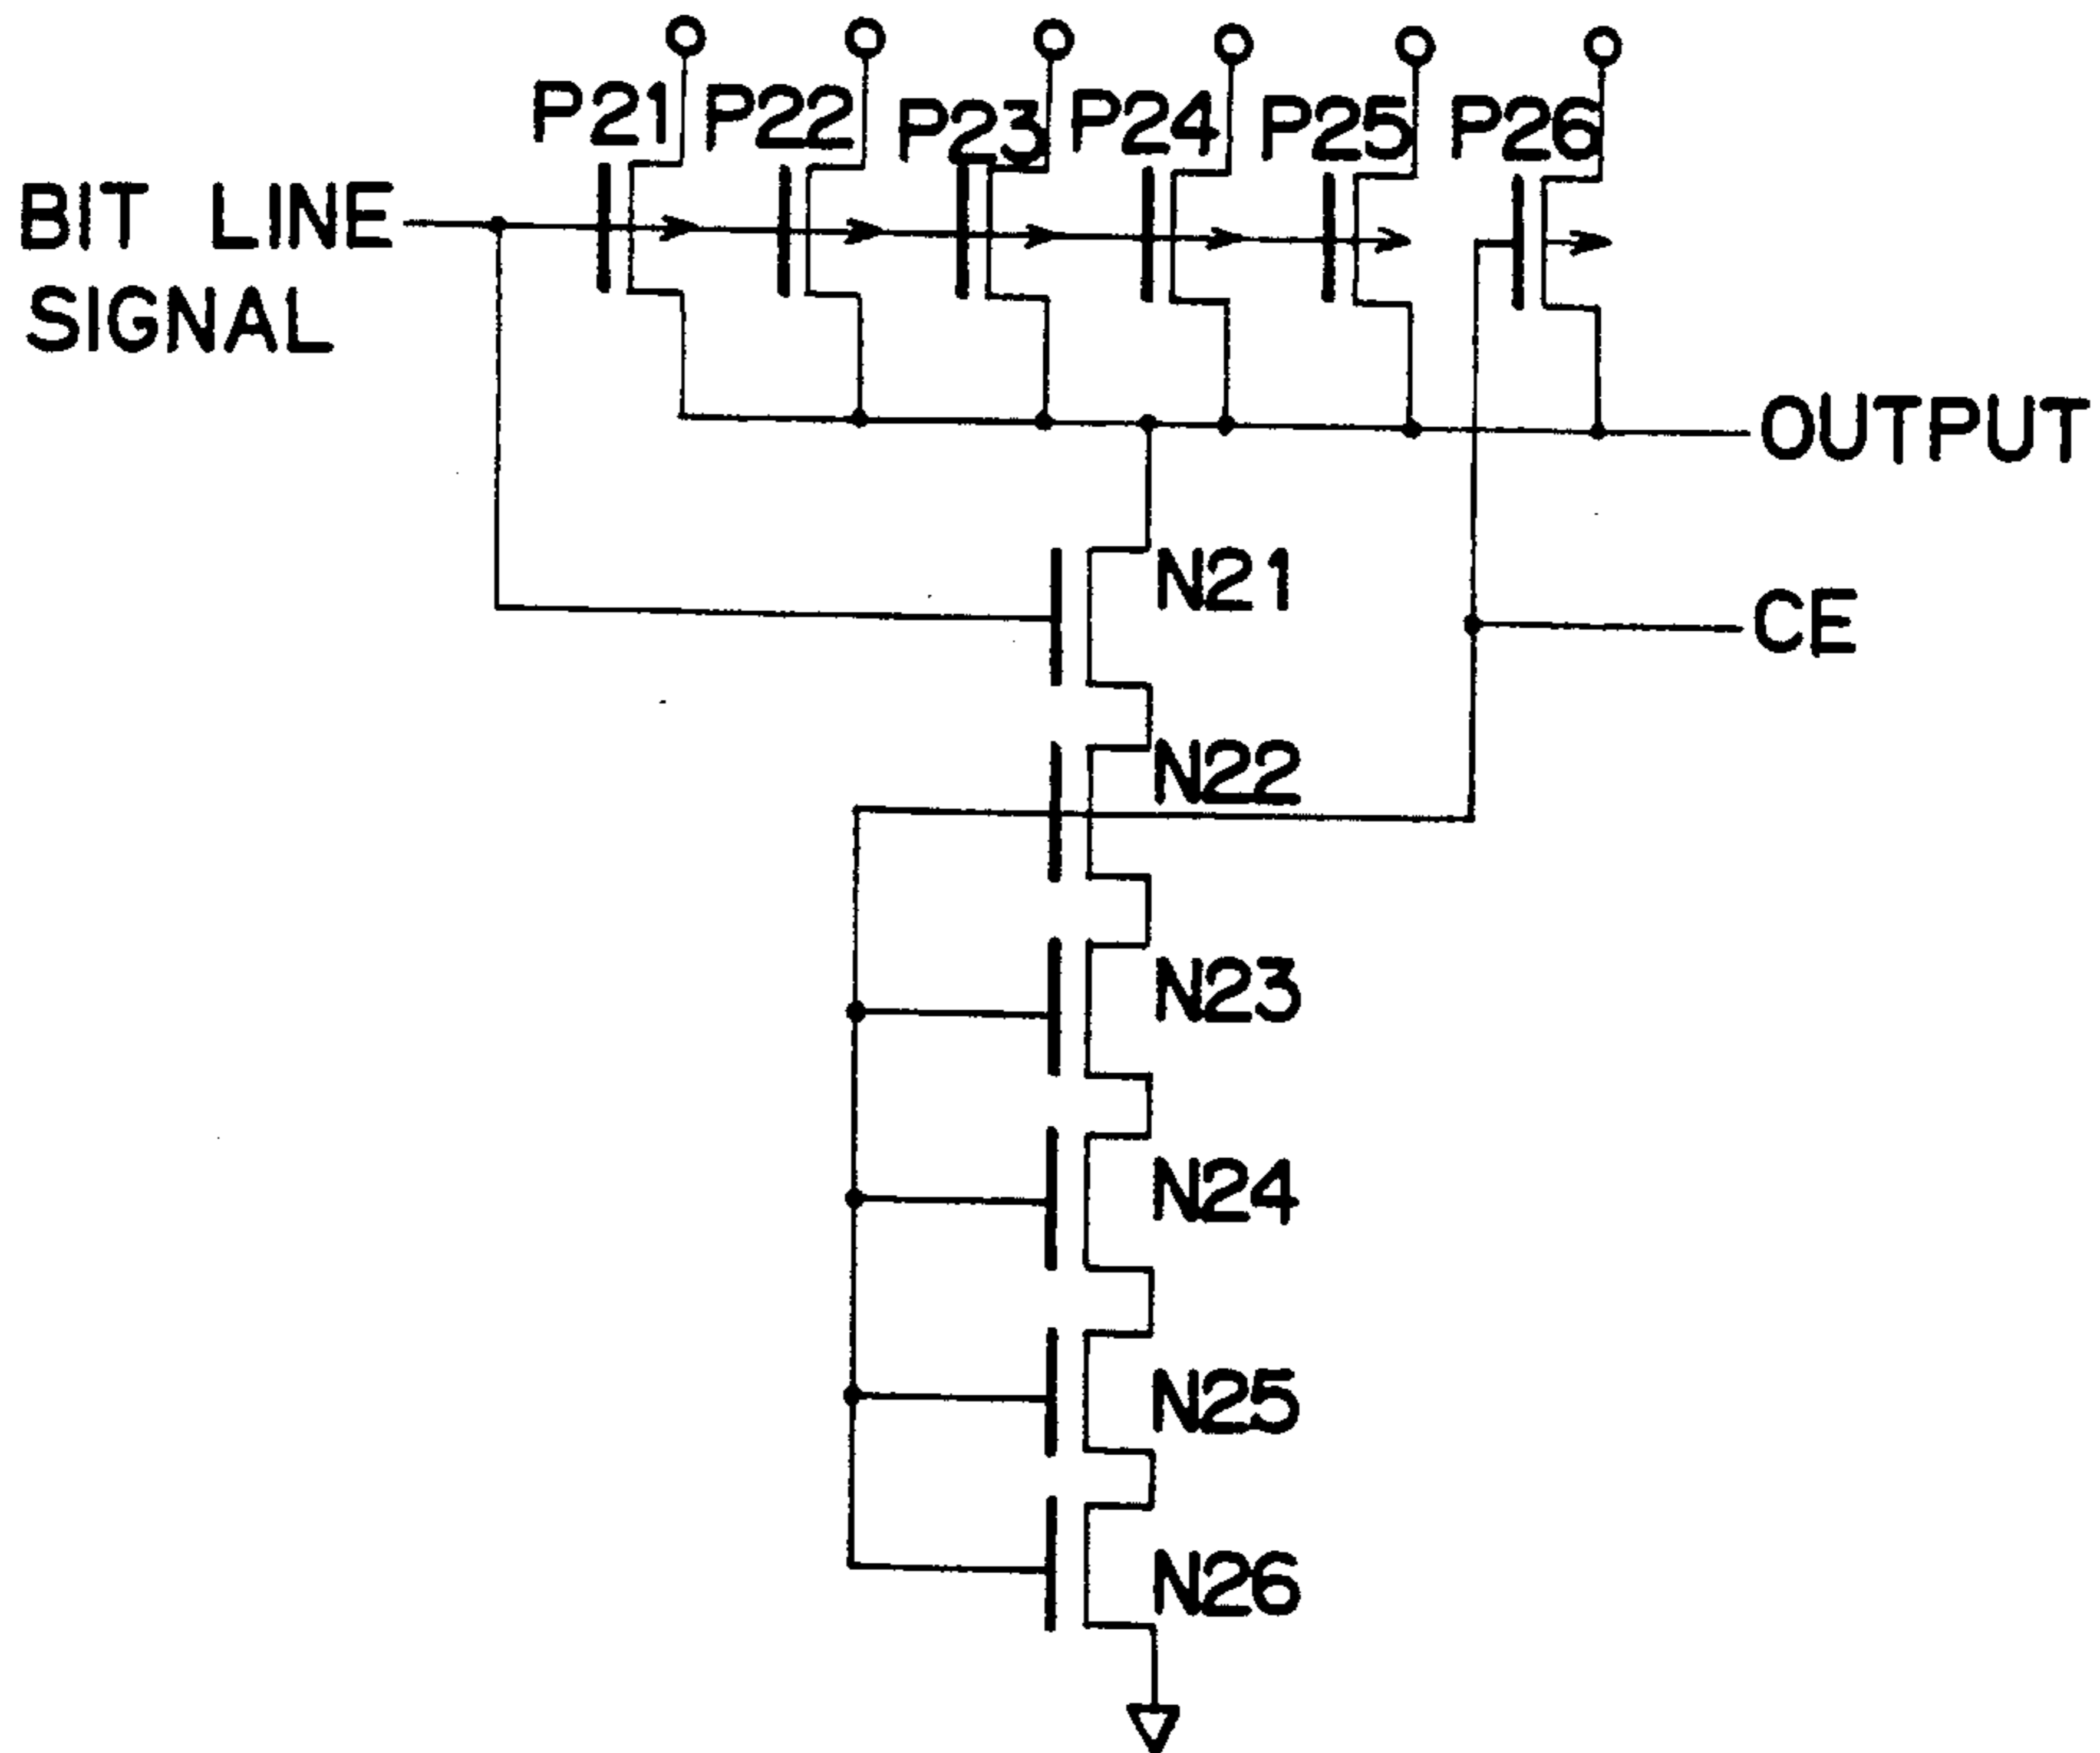 P21 P22 P23 P24 P25 P26
BIT LINE
SIGNAL
OUTPUT
N21
CE
N22
N23
N24
N25
N26